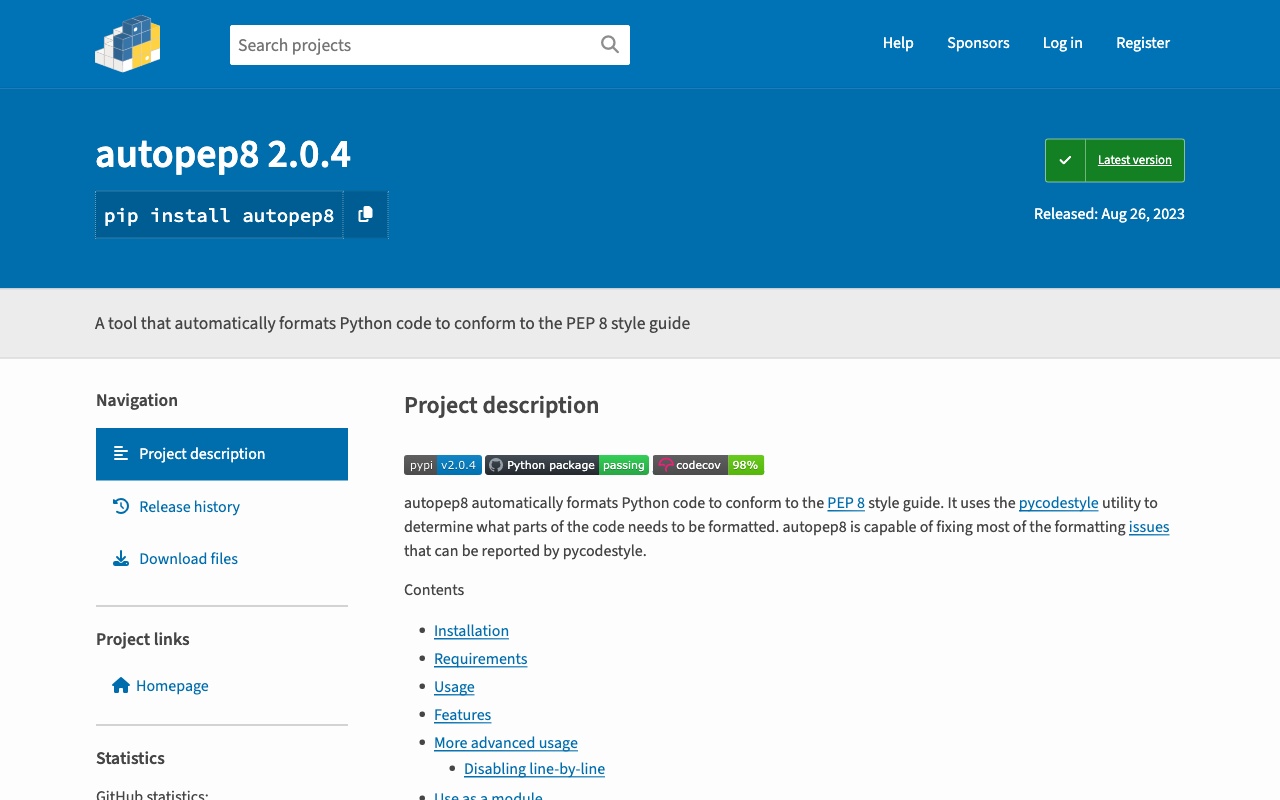 Search projects
Help
Sponsors
Log in
Register
autopep8 2.0.4
pip install autopep8
Latest version
Released: Aug 26, 2023
A tool that automatically formats Python code to conform to the PEP 8 style guide
Navigation
Project description
Release history
Download files
Project links
Homepage
Statistics
GitHub statistics:
Project description
pypi v2.0.4 Python package passing codecov 98%
autopep8 automatically formats Python code to conform to the PEP 8 style guide. It uses the pycodestyle utility to
determine what parts of the code needs to be formatted. autopep8 is capable of fixing most of the formatting issues
that can be reported by pycodestyle.
Contents
Installation
Requirements
Usage
Features
More advanced usage
Disabling line-by-line
Use as a module